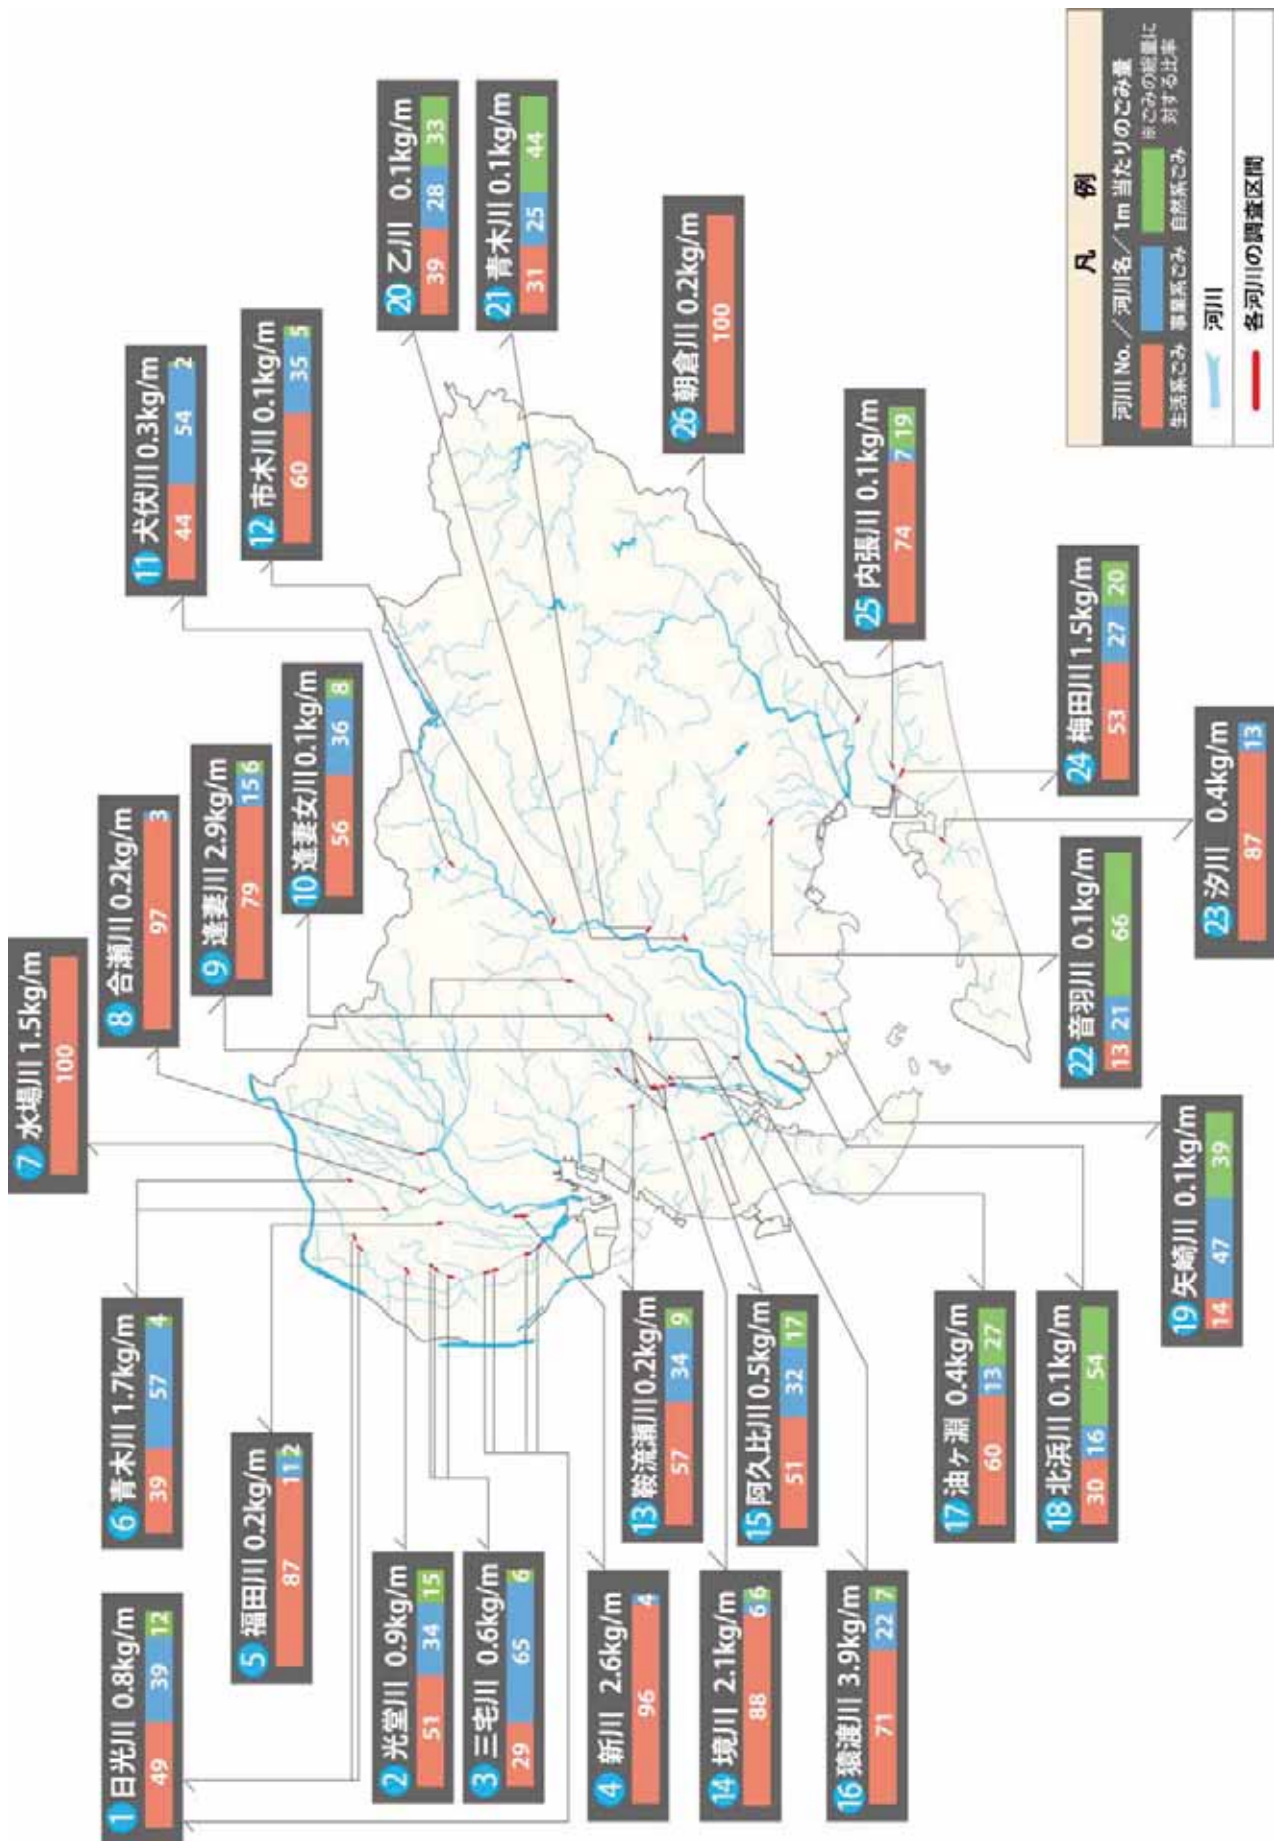 1 日光川 0.8kg/m
49 39 12
2 光堂川 0.9kg/m
51 34 15
3 三宅川 0.6kg/m
29 65 6
4 新川 2.6kg/m
96 4
5 福田川 0.2kg/m
87 11 2
6 青木川 1.7kg/m
39 57 4
7 水場川 1.5kg/m
100
8 合瀬川 0.2kg/m
97 3
9 逢妻川 2.9kg/m
79 15 6
10 逢妻女川 0.1kg/m
56 36 8
11 犬伏川 0.3kg/m
44 54 2
12 市木川 0.1kg/m
60 35 5
13 鞍流瀬川 0.2kg/m
57 34 9
14 境川 2.1kg/m
88 6 6
15 阿久比川 0.5kg/m
51 32 17
16 猿渡川 3.9kg/m
71 22 7
17 油ヶ淵 0.4kg/m
60 13 27
18 北浜川 0.1kg/m
30 16 54
19 矢崎川 0.1kg/m
14 47 39
20 乙川 0.1kg/m
39 28 33
21 青木川 0.1kg/m
31 25 44
22 音羽川 0.1kg/m
13 21 66
23 汐川 0.4kg/m
87 13
24 梅田川 1.5kg/m
53 27 20
25 内張川 0.1kg/m
74 7 19
26 朝倉川 0.2kg/m
100
凡 例
河川 No. / 河川名 / 1m 当たりのごみ量
生活系ごみ 事業系ごみ 自然系ごみ
※ごみの総量に
対する比率
河川
各河川の調査区間